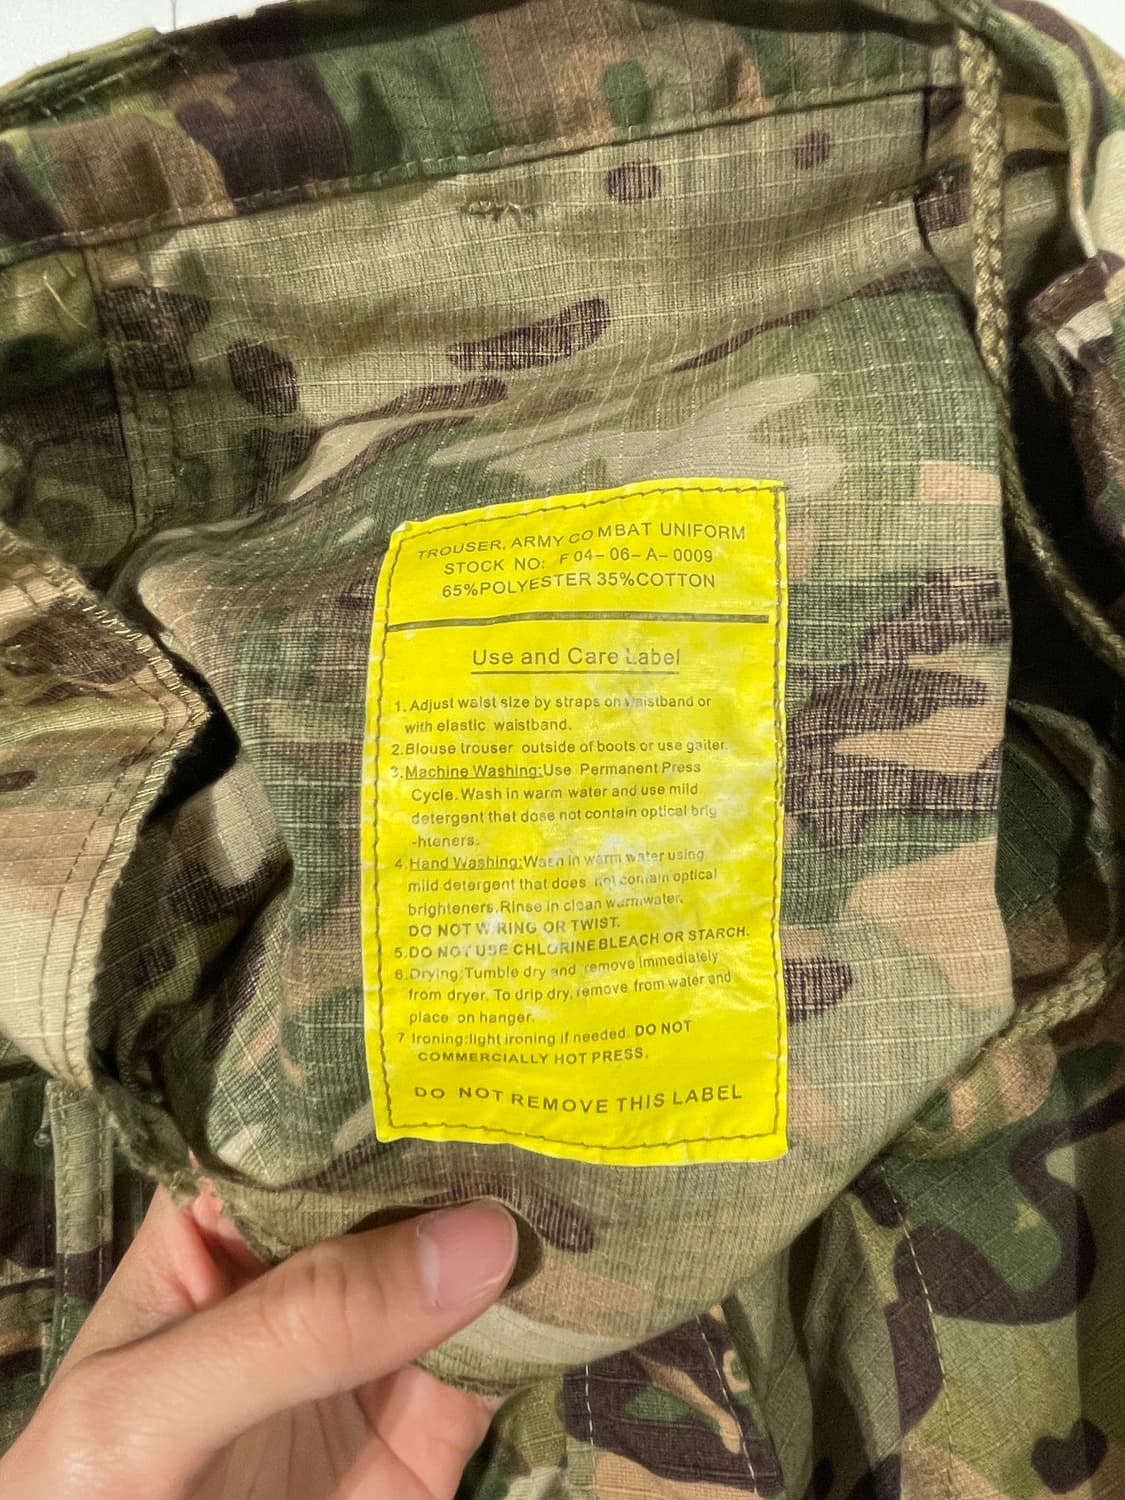 TROUSER, ARMY COMBAT UNIFORM
STOCK NO: F04-06-A-0009
65%POLYESTER 35%COTTON
Use and Care Label
1. Adjust waist size by straps on waistband or
with elastic waistband.
2.Blouse trouser outside of boots or use gaiter.
3.Machine Washing:Use Permanent Press
Cycle.Wash in warm water and use mild
detergent that dose not contain optical brig
-hteners.
4.Hand Washing:Wash in warm water using
mild detergent that does not contain optical
brighteners.Rinse in clean warmwater.
DO NOT WRING OR TWIST.
5.DO NOT USE CHLORINE BLEACH OR STARCH.
6.Drying:Tumble dry and remove immediately
from dryer. To drip dry, remove from water and
place on hanger.
7 Ironing:light ironing if needed. DO NOT
COMMERCIALLY HOT PRESS.
DO NOT REMOVE THIS LABEL